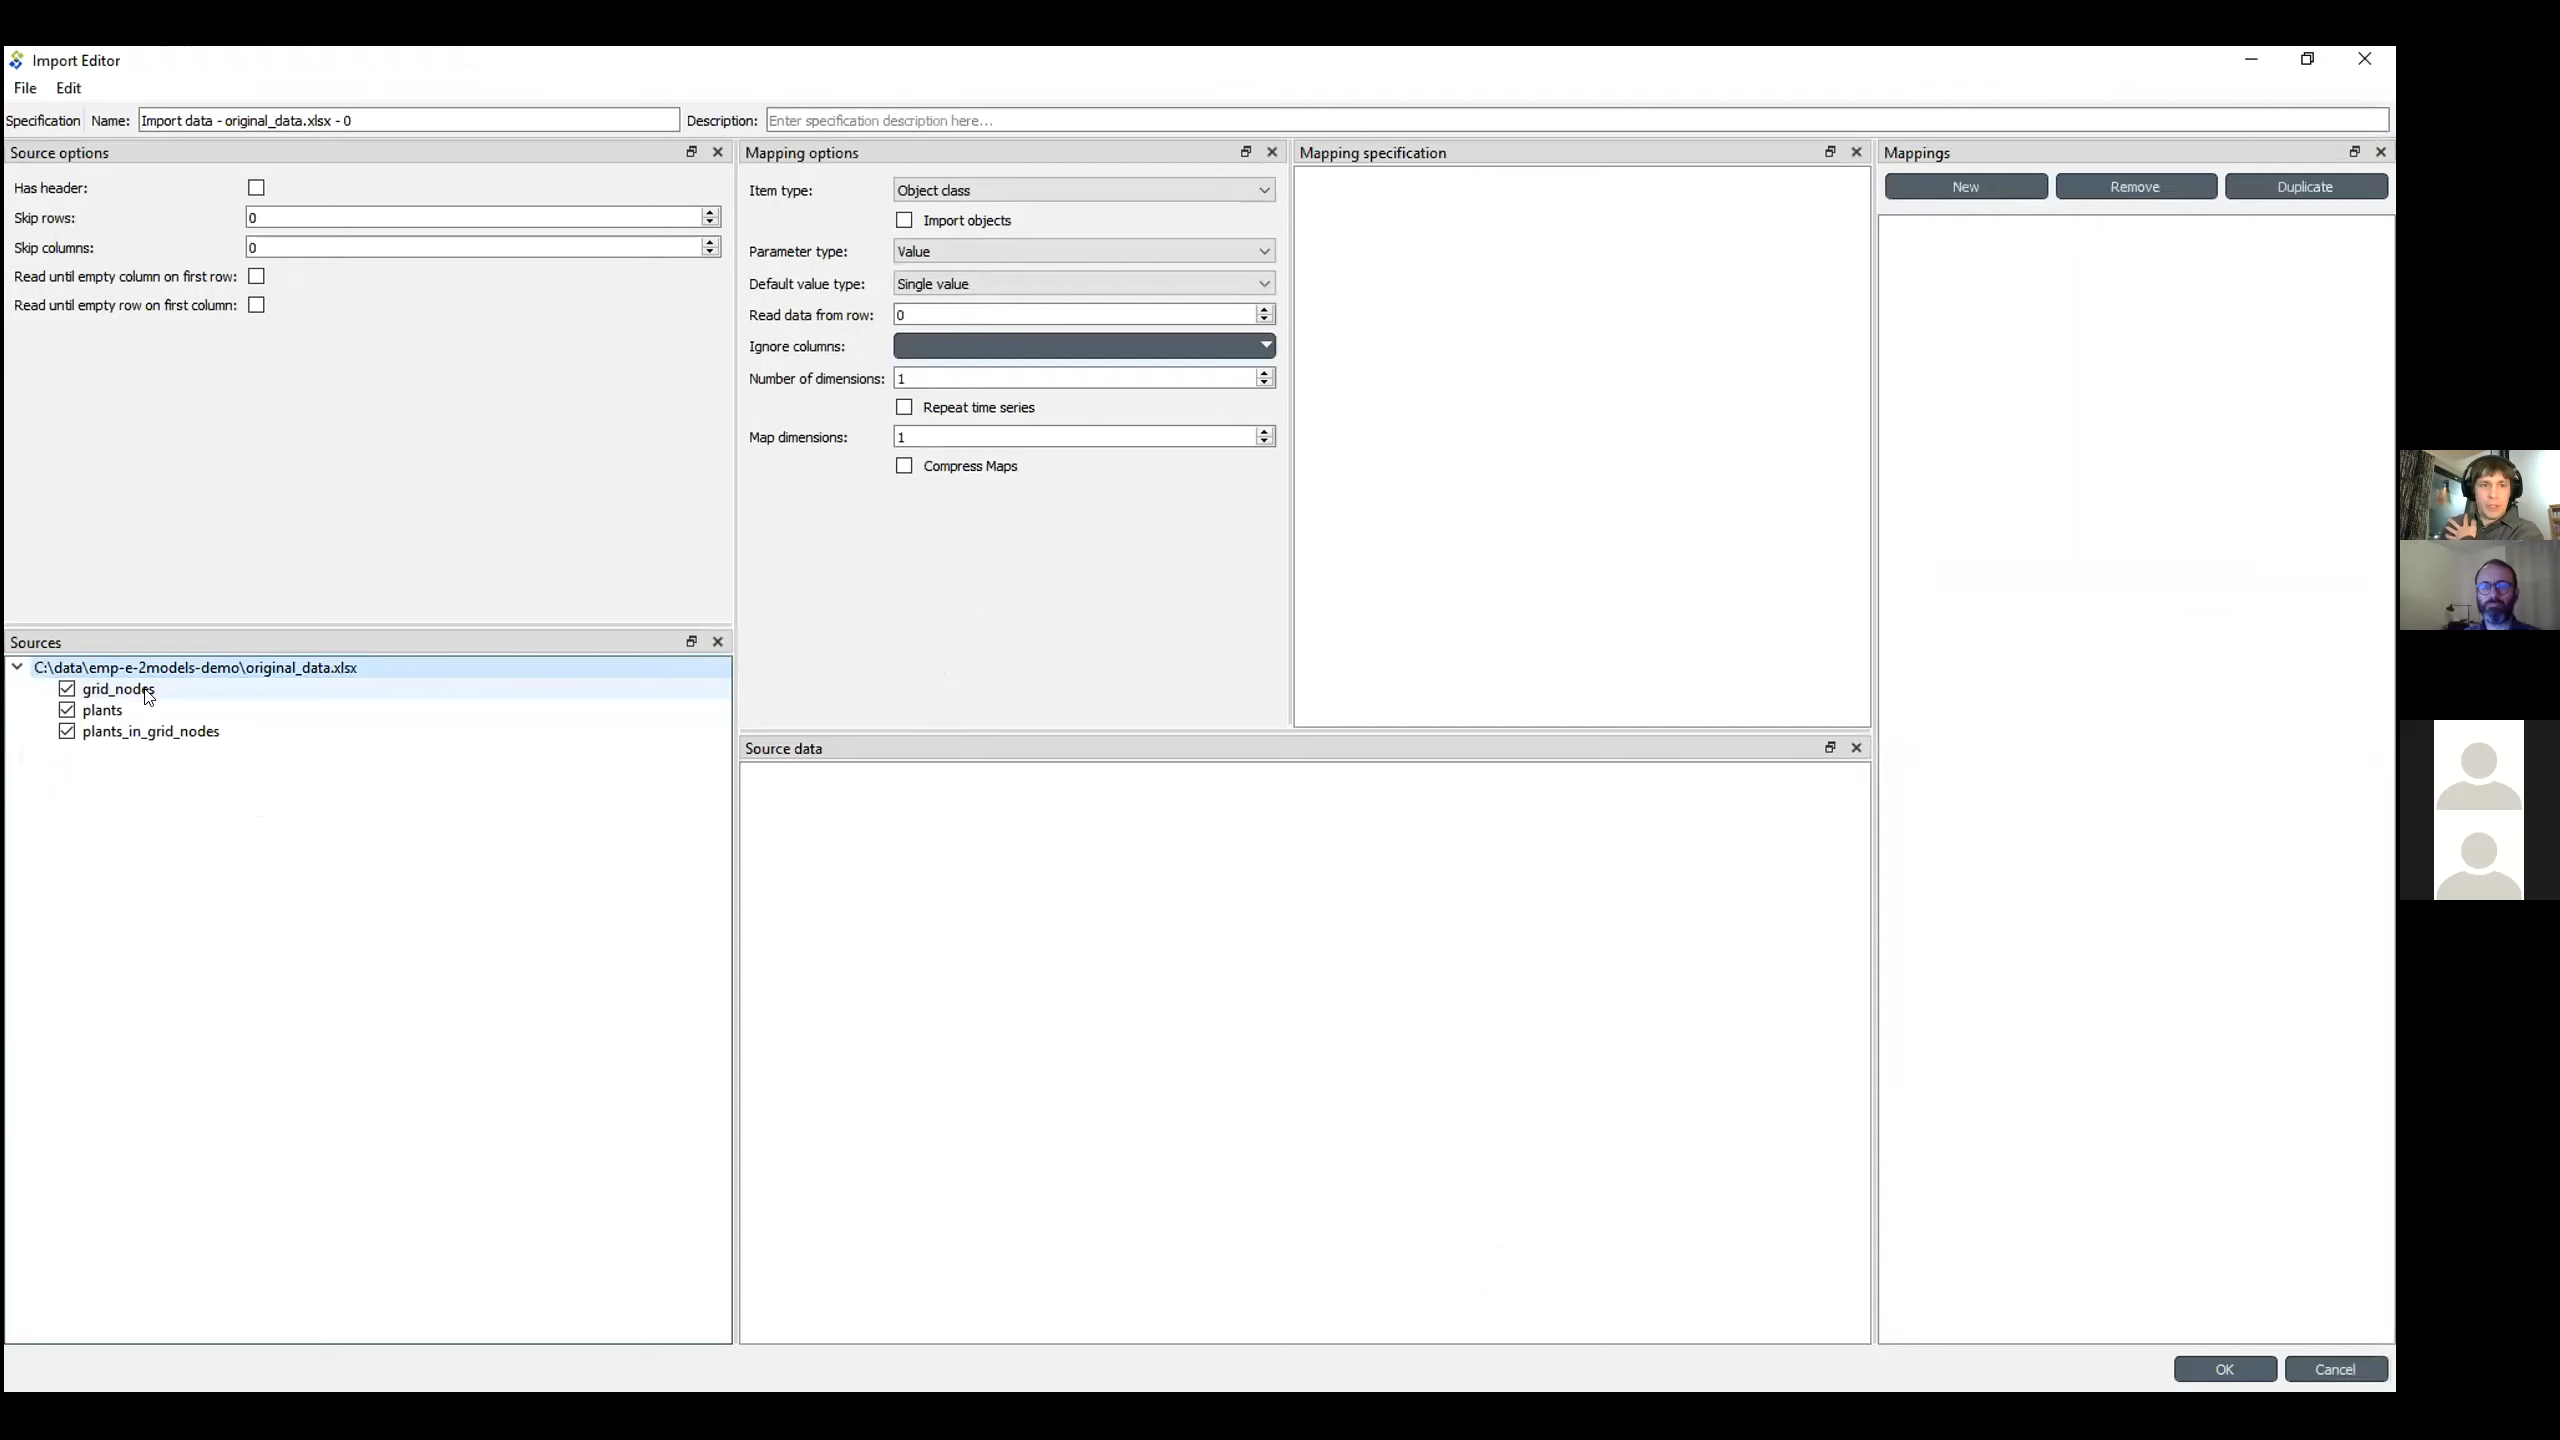 Import Editor
File Edit
Specification Name: Import data - original_data.xlsx - 0 Description: Enter specification description here...
Source options
Has header:
Skip rows: 0
Skip columns: 0
Read until empty column on first row:
Read until empty row on first column:
Sources
C:\data\emp-e-2models-demo\original_data.xlsx
grid_nodes
plants
plants_in_grid_nodes
Mapping options
Item type: Object class
Import objects
Parameter type: Value
Default value type: Single value
Read data from row: 0
Ignore columns:
Number of dimensions: 1
Repeat time series
Map dimensions: 1
Compress Maps
Mapping specification
Source data
Mappings
New Remove Duplicate
OK Cancel